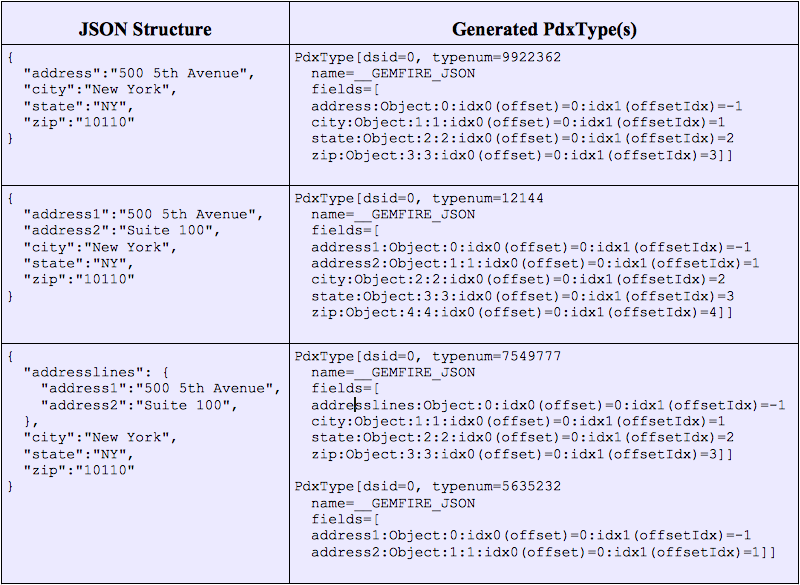 JSON Structure
Generated PdxType(s)
{
"address":"500 5th Avenue",
"city":"New York",
"state":"NY",
"zip":"10110"
}
PdxType[dsid=0, typenum=9922362
name=__GEMFIRE_JSON
fields=[
address:Object:0:idx0(offset)=0:idx1(offsetIdx)=-1
city:Object:1:1:idx0(offset)=0:idx1(offsetIdx)=1
state:Object:2:2:idx0(offset)=0:idx1(offsetIdx)=2
zip:Object:3:3:idx0(offset)=0:idx1(offsetIdx)=3]]
{
"address1":"500 5th Avenue",
"address2":"Suite 100",
"city":"New York",
"state":"NY",
"zip":"10110"
}
PdxType[dsid=0, typenum=12144
name=__GEMFIRE_JSON
fields=[
address1:Object:0:idx0(offset)=0:idx1(offsetIdx)=-1
address2:Object:1:1:idx0(offset)=0:idx1(offsetIdx)=1
city:Object:2:2:idx0(offset)=0:idx1(offsetIdx)=2
state:Object:3:3:idx0(offset)=0:idx1(offsetIdx)=3
zip:Object:4:4:idx0(offset)=0:idx1(offsetIdx)=4]]
{
"addresslines": {
"address1":"500 5th Avenue",
"address2":"Suite 100",
},
"city":"New York",
"state":"NY",
"zip":"10110"
}
PdxType[dsid=0, typenum=7549777
name=__GEMFIRE_JSON
fields=[
addresslines:Object:0:idx0(offset)=0:idx1(offsetIdx)=-1
city:Object:1:1:idx0(offset)=0:idx1(offsetIdx)=1
state:Object:2:2:idx0(offset)=0:idx1(offsetIdx)=2
zip:Object:3:3:idx0(offset)=0:idx1(offsetIdx)=3]]
PdxType[dsid=0, typenum=5635232
name=__GEMFIRE_JSON
fields=[
address1:Object:0:idx0(offset)=0:idx1(offsetIdx)=-1
address2:Object:1:1:idx0(offset)=0:idx1(offsetIdx)=1]]